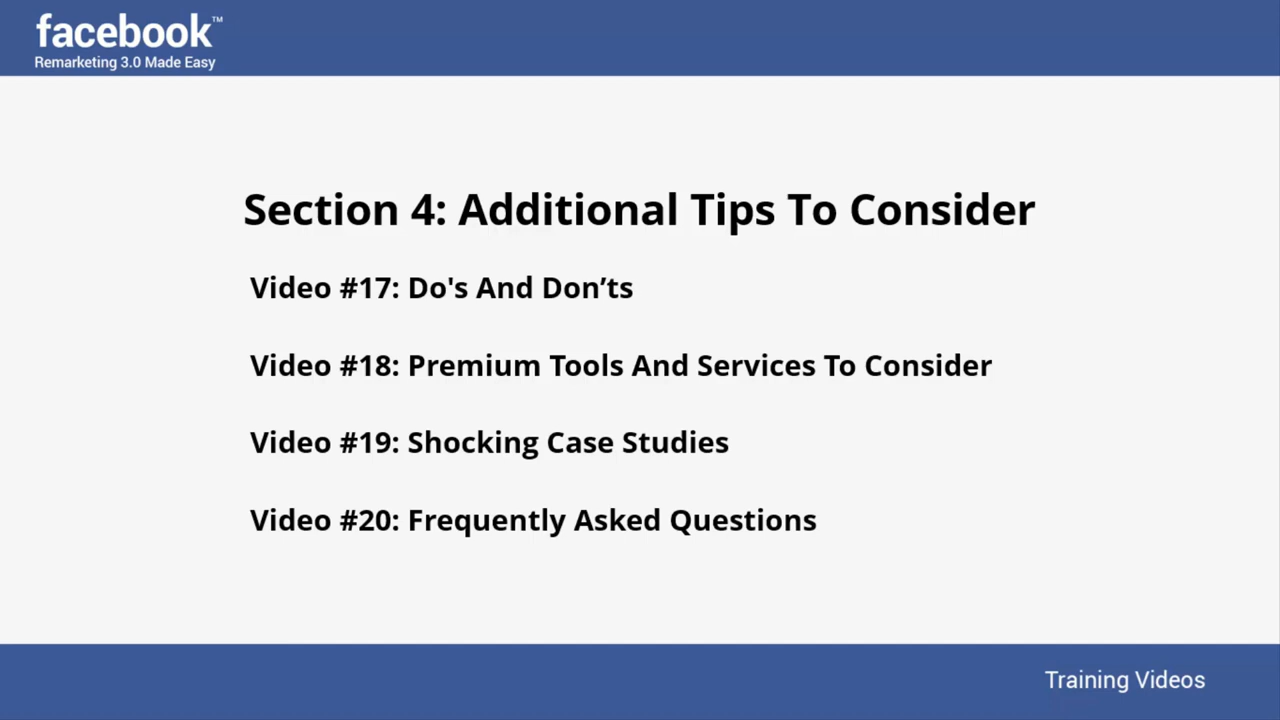 facebook™
Remarketing 3.0 Made Easy
Section 4: Additional Tips To Consider
Video #17: Do's And Don’ts
Video #18: Premium Tools And Services To Consider
Video #19: Shocking Case Studies
Video #20: Frequently Asked Questions
Training Videos